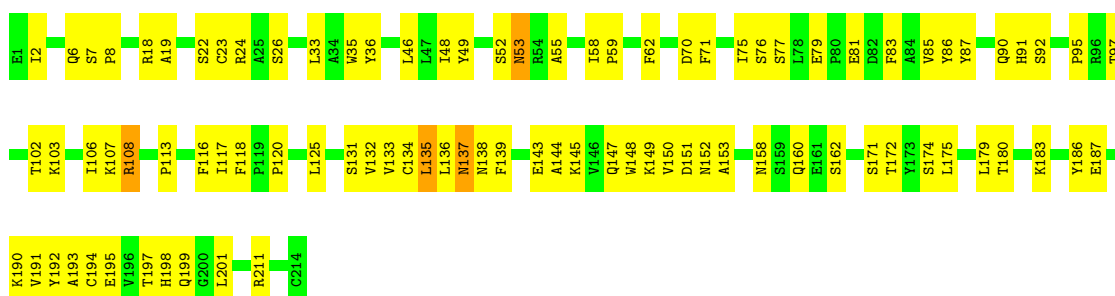 E1 I2 Q6 S7 P8 R18 A19 S22 C23 R24 A25 S26 L33 A34 W35 Y36 L46 L47 I48 Y49 S52 N53 R54 A55 I58 P59 F62 D70 F71 I75 S76 S77 L78 E79 P80 E81 D82 F83 A84 V85 Y86 Y87 Q90 H91 S92 P95 R96 T97
T102 K103 I106 K107 R108 P113 F116 I117 F118 P119 P120 L125 S131 V132 V133 C134 L135 L136 N137 N138 F139 E143 A144 K145 V146 Q147 W148 K149 V150 D151 N152 A153 N158 S159 Q160 E161 S162 S171 T172 Y173 S174 L175 L179 T180 K183 Y186 E187
K190 V191 Y192 A193 C194 E195 V196 T197 H198 Q199 G200 L201 R211 C214